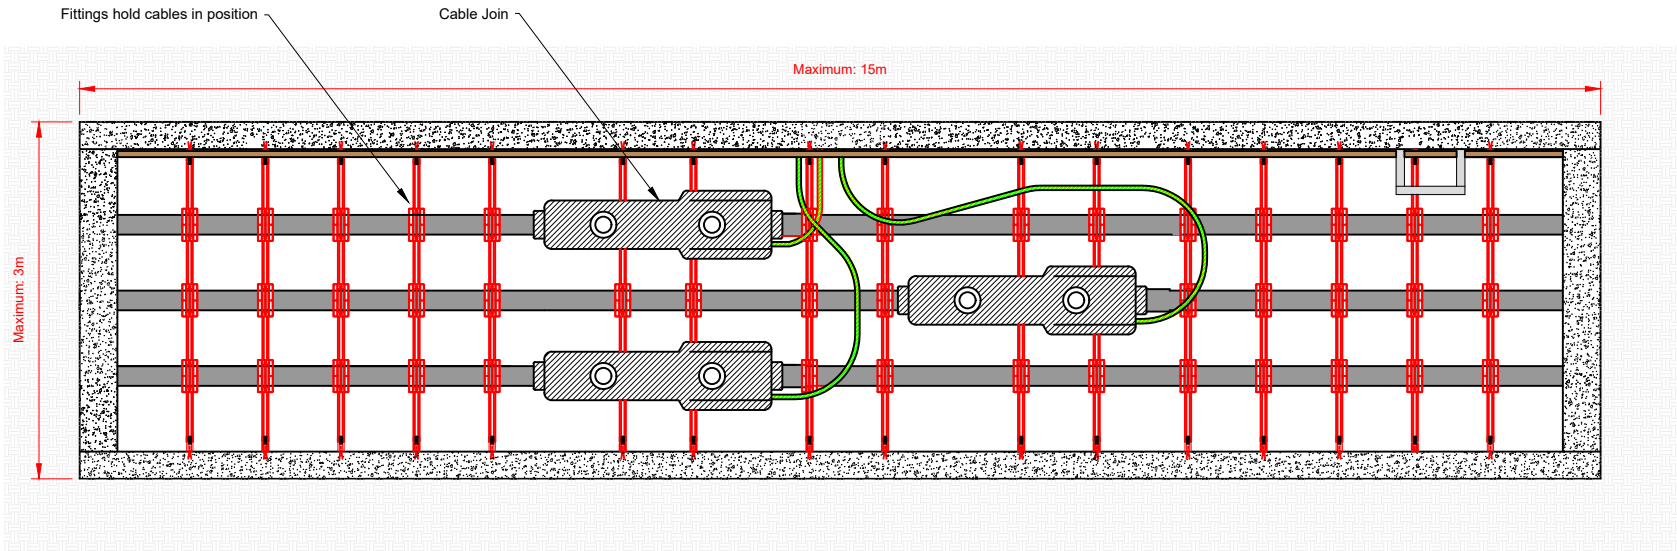 Fittings hold cables in position
Cable Join
Maximum: 15m
Maximum: 3m